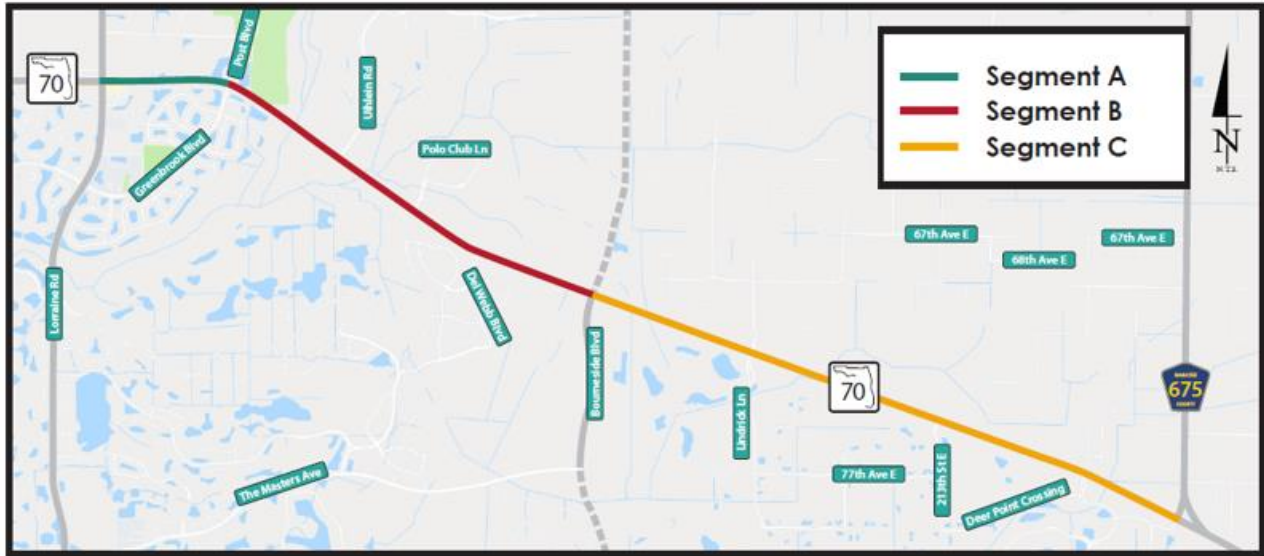 70
Post Blvd
Uihlein Rd
Segment A
Segment B
Segment C
N
N.T.S.
Greenbrook Blvd
Polo Club Ln
67th Ave E
67th Ave E
68th Ave E
Lorraine Rd
Del Webb Blvd
Bourneside Blvd
70
MANATEE
675
COUNTY
Lindrick Ln
77th Ave E
213th St E
The Masters Ave
Deer Point Crossing